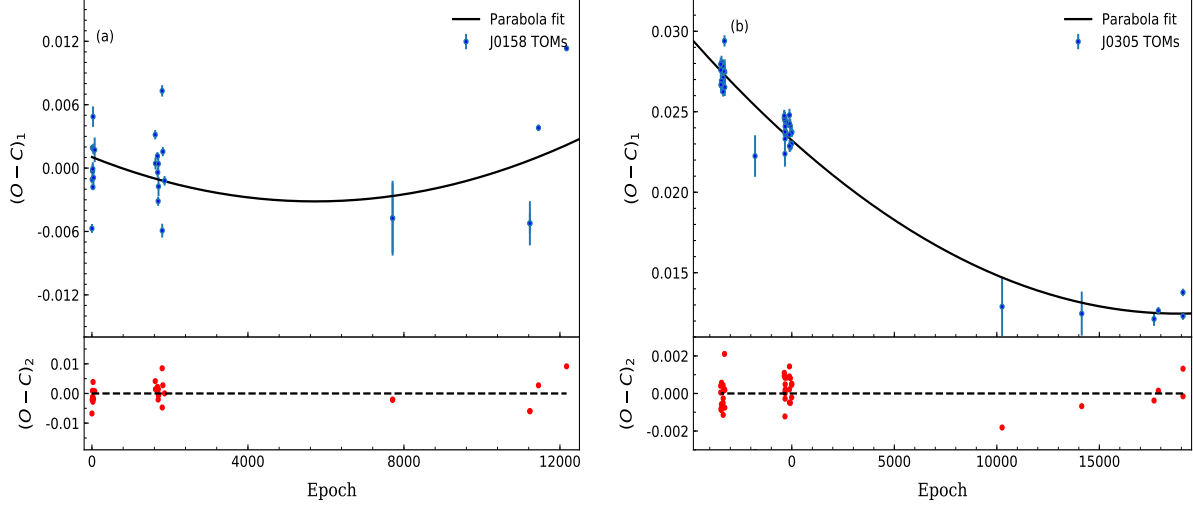 (a)
Parabola fit
J0158 TOMs
0.012
0.006
0.000
-0.006
-0.012
(O − C)1
0.01
0.00
-0.01
(O − C)2
0
4000
8000
12000
Epoch
(b)
Parabola fit
J0305 TOMs
0.030
0.025
0.020
0.015
(O − C)1
0.002
0.000
-0.002
(O − C)2
0
5000
10000
15000
Epoch